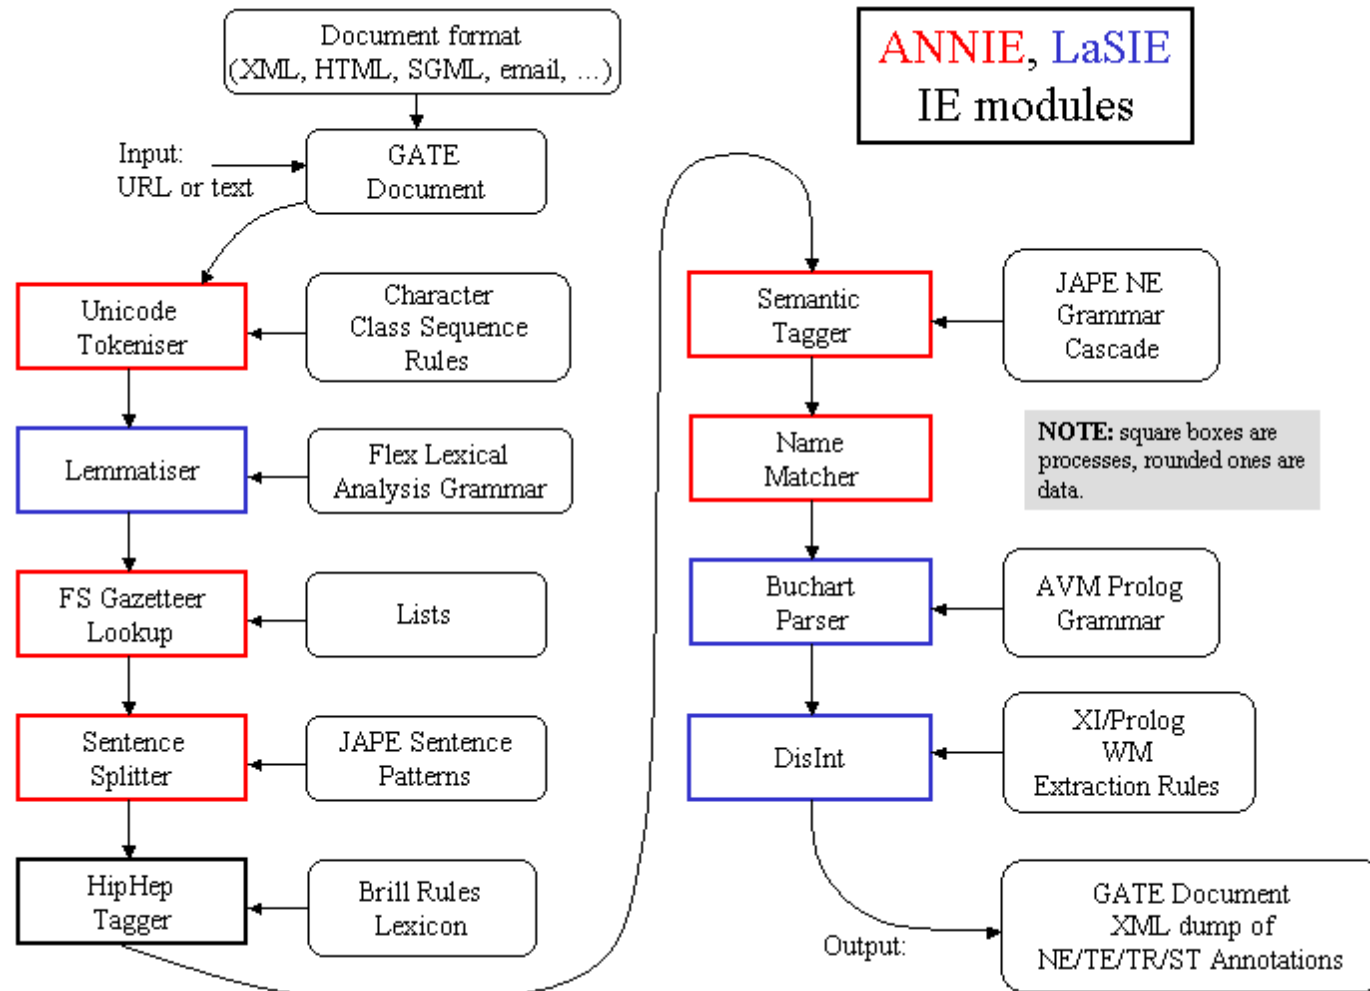 Document format
(XML, HTML, SGML, email, ...)
ANNIE, LaSIE
IE modules
Input:
URL or text
GATE
Document
Unicode
Tokeniser
Character
Class Sequence
Rules
Lemmatiser
Flex Lexical
Analysis Grammar
FS Gazetteer
Lookup
Lists
Sentence
Splitter
JAPE Sentence
Patterns
HipHep
Tagger
Brill Rules
Lexicon
Semantic
Tagger
JAPE NE
Grammar
Cascade
Name
Matcher
NOTE: square boxes are
processes, rounded ones are
data.
Buchart
Parser
AVM Prolog
Grammar
DisInt
XI/Prolog
WM
Extraction Rules
Output:
GATE Document
XML dump of
NE/TE/TR/ST Annotations